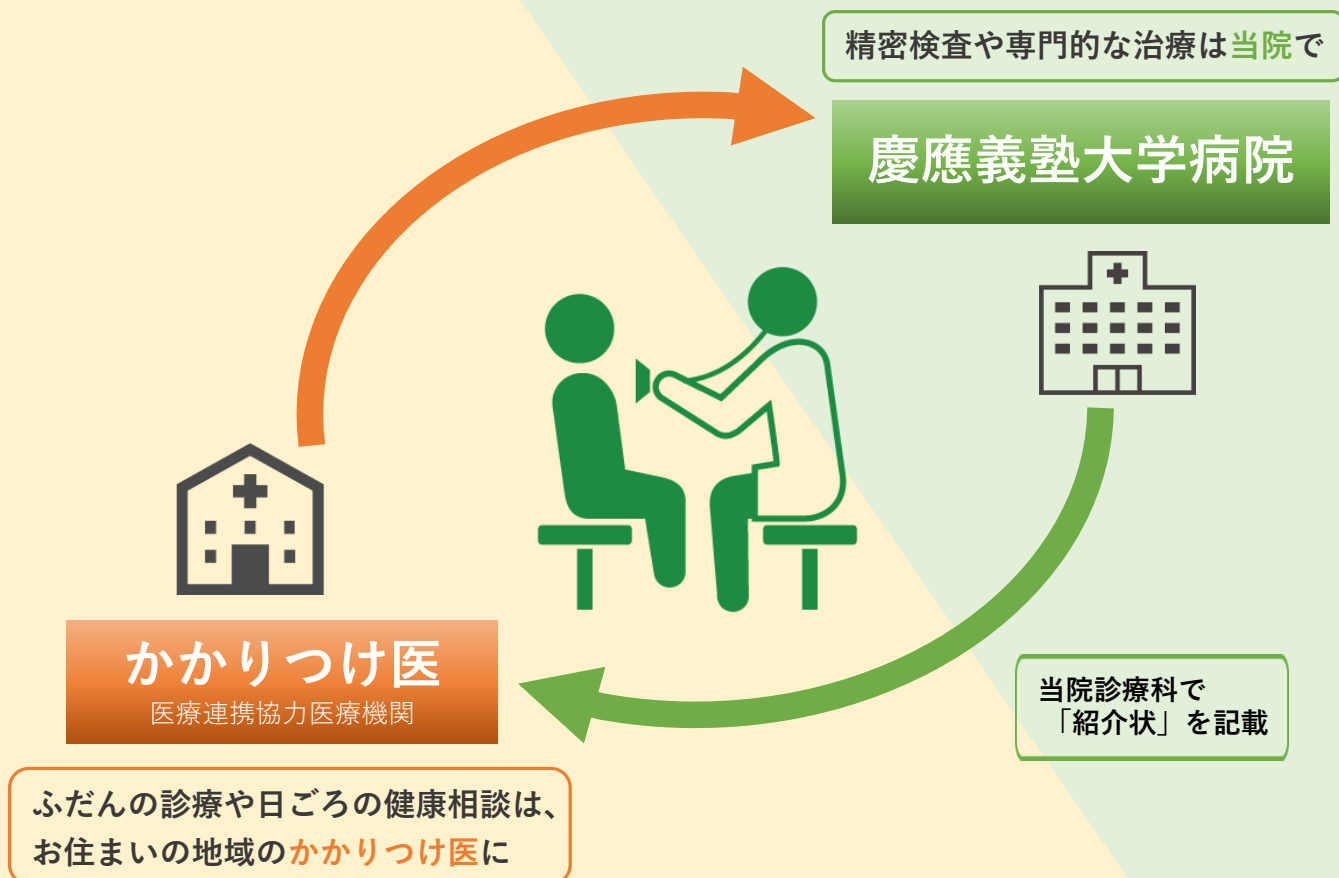 精密検査や専門的な治療は当院で
慶應義塾大学病院
かかりつけ医
医療連携協力医療機関
当院診療科で
「紹介状」を記載
ふだんの診療や日ごろの健康相談は、
お住まいの地域のかかりつけ医に